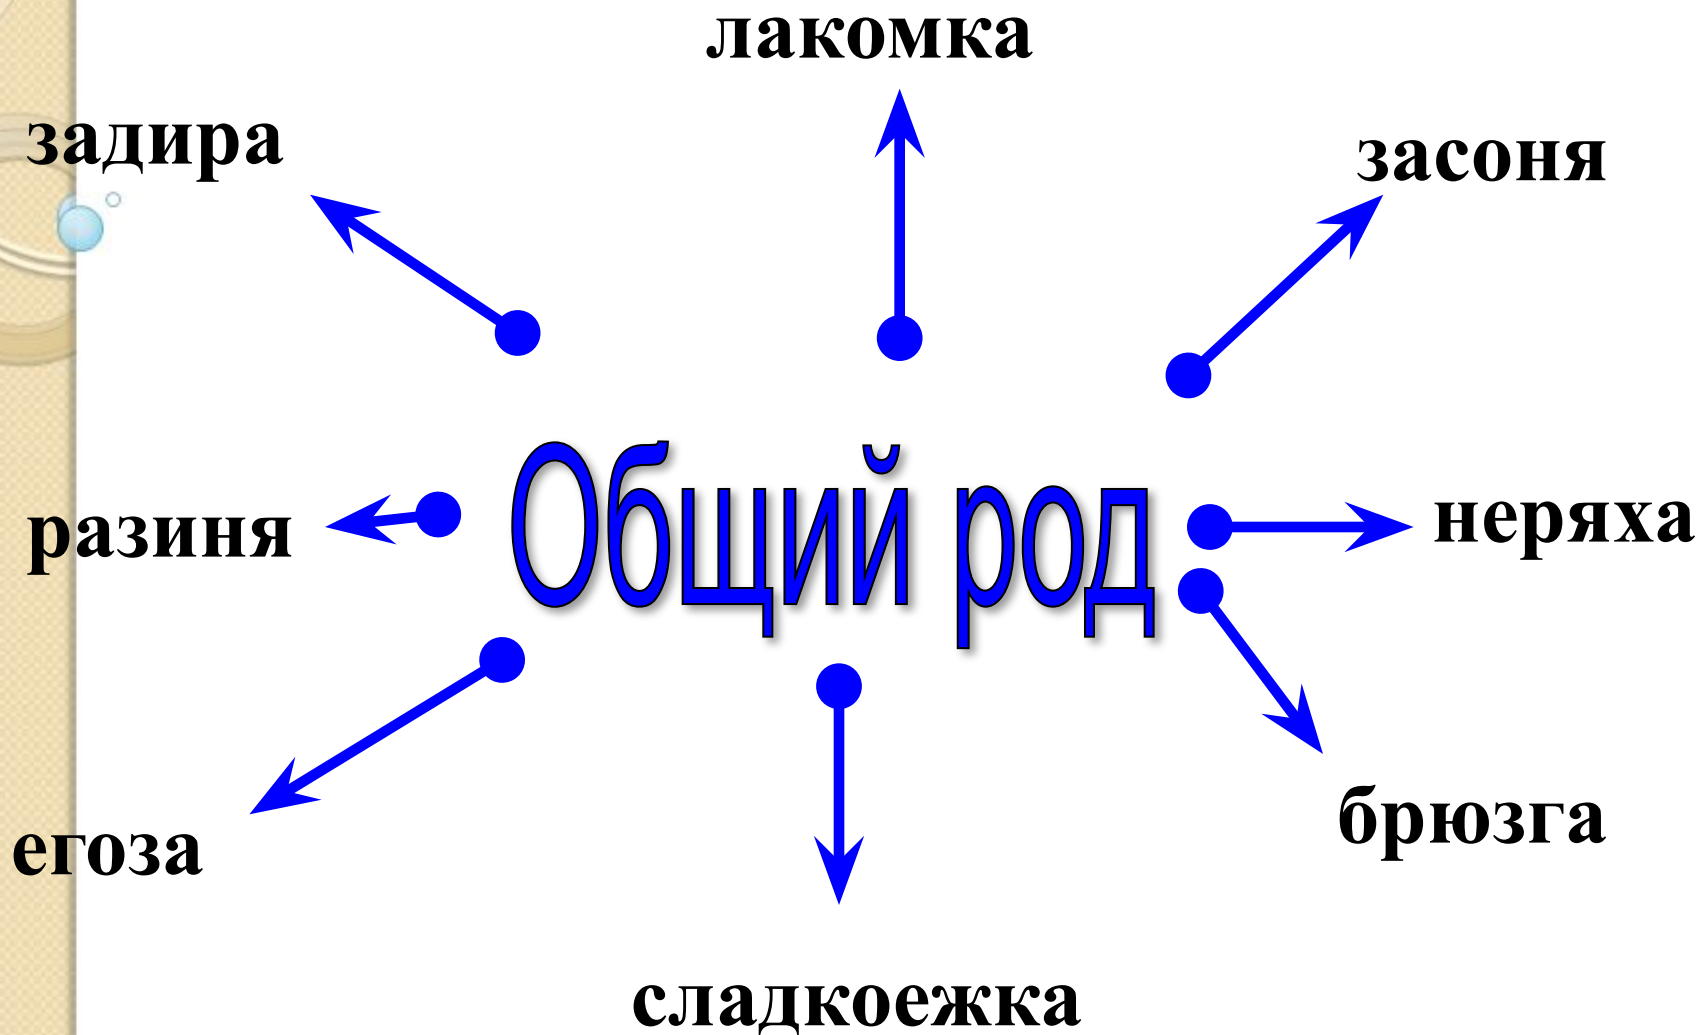 лакомка
задира
засоня
Общий род
разиня
неряха
егоза
брюзга
сладкоежка